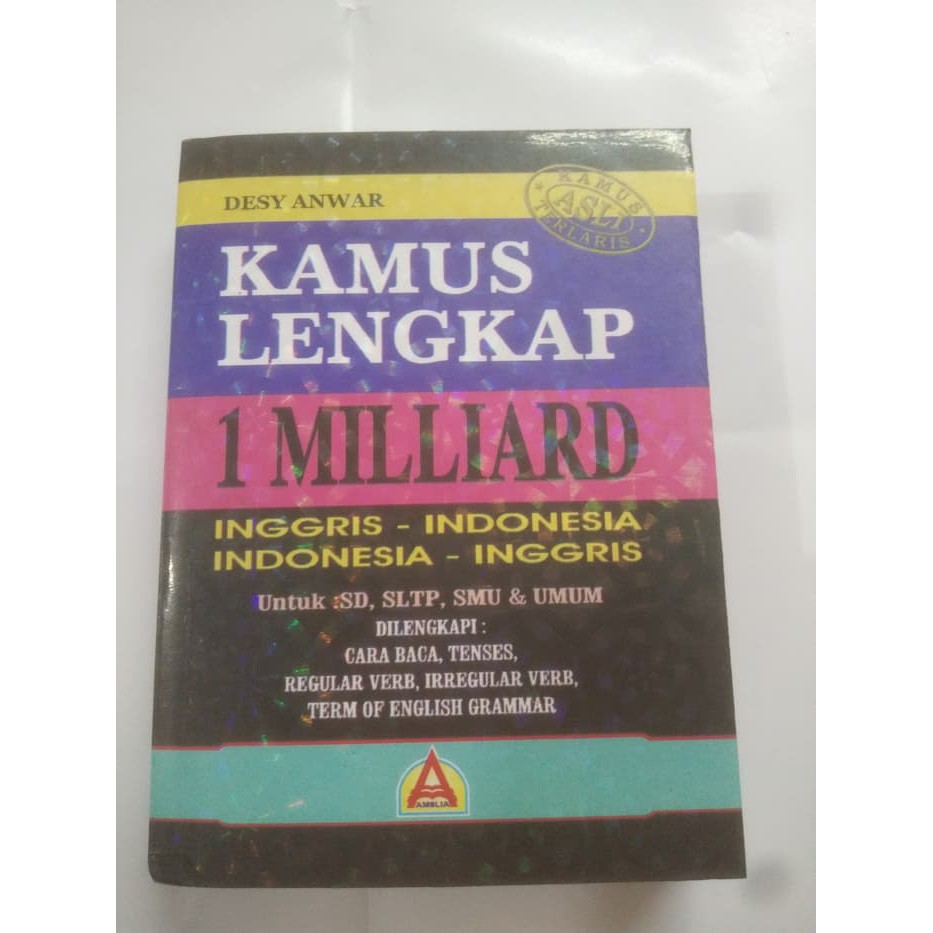 DESY ANWAR
KAMUS
ASLI
TERLARIS
KAMUS
LENGKAP
1 MILLIARD
INGGRIS - INDONESIA
INDONESIA - INGGRIS
Untuk :SD, SLTP, SMU & UMUM
DILENGKAPI :
CARA BACA, TENSES,
REGULAR VERB, IRREGULAR VERB,
TERM OF ENGLISH GRAMMAR
AMELIA